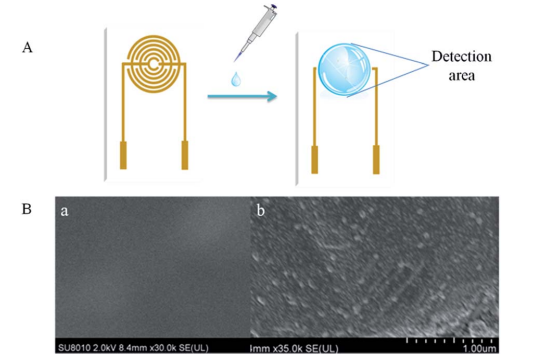 A
Detection
area
B
a
b
SU8010 2.0kV 8.4mm x30.0k SE(UL)
mm x35.0k SE(UL)
1.00um